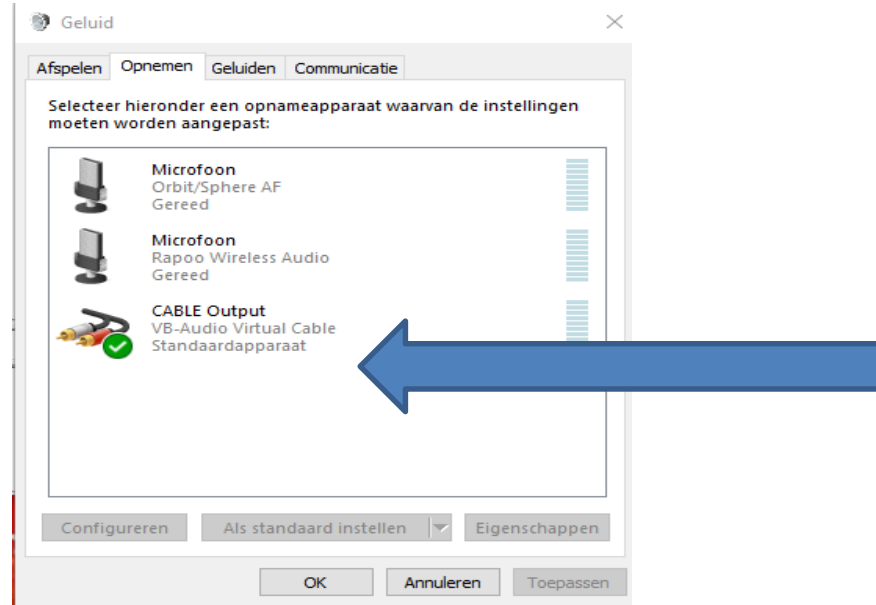 Geluid
Afspelen Opnemen Geluiden Communicatie
Selecteer hieronder een opnameapparaat waarvan de instellingen
moeten worden aangepast:
Microfoon
Orbit/Sphere AF
Gereed
Microfoon
Rapoo Wireless Audio
Gereed
CABLE Output
VB-Audio Virtual Cable
Standaardapparaat
Configureren Als standaard instellen Eigenschappen
OK Annuleren Toepassen